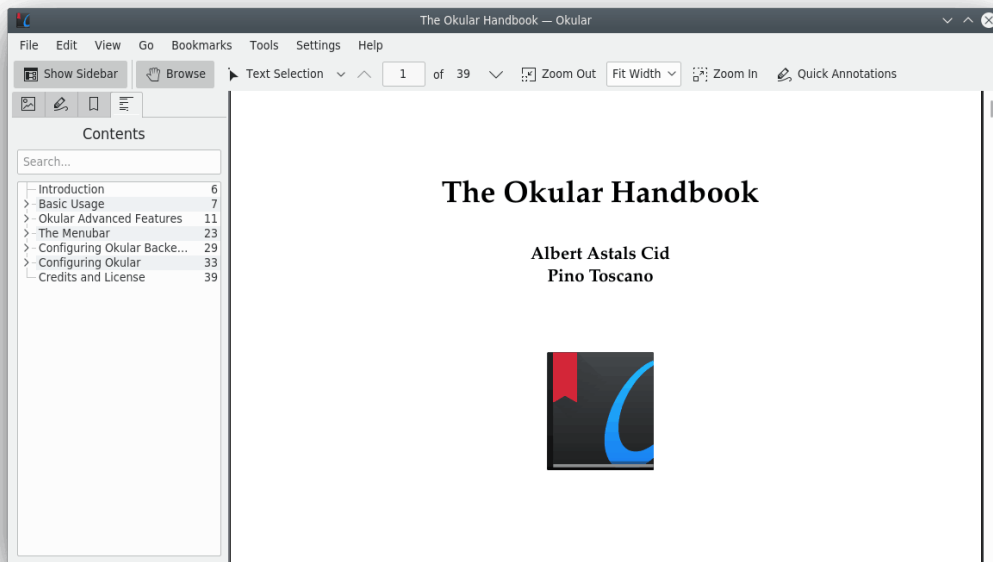 The Okular Handbook — Okular
File Edit View Go Bookmarks Tools Settings Help
Show Sidebar Browse Text Selection 1 of 39 Zoom Out Fit Width Zoom In Quick Annotations
Contents
Search...
Introduction 6
Basic Usage 7
Okular Advanced Features 11
The Menubar 23
Configuring Okular Backe... 29
Configuring Okular 33
Credits and License 39
The Okular Handbook
Albert Astals Cid
Pino Toscano